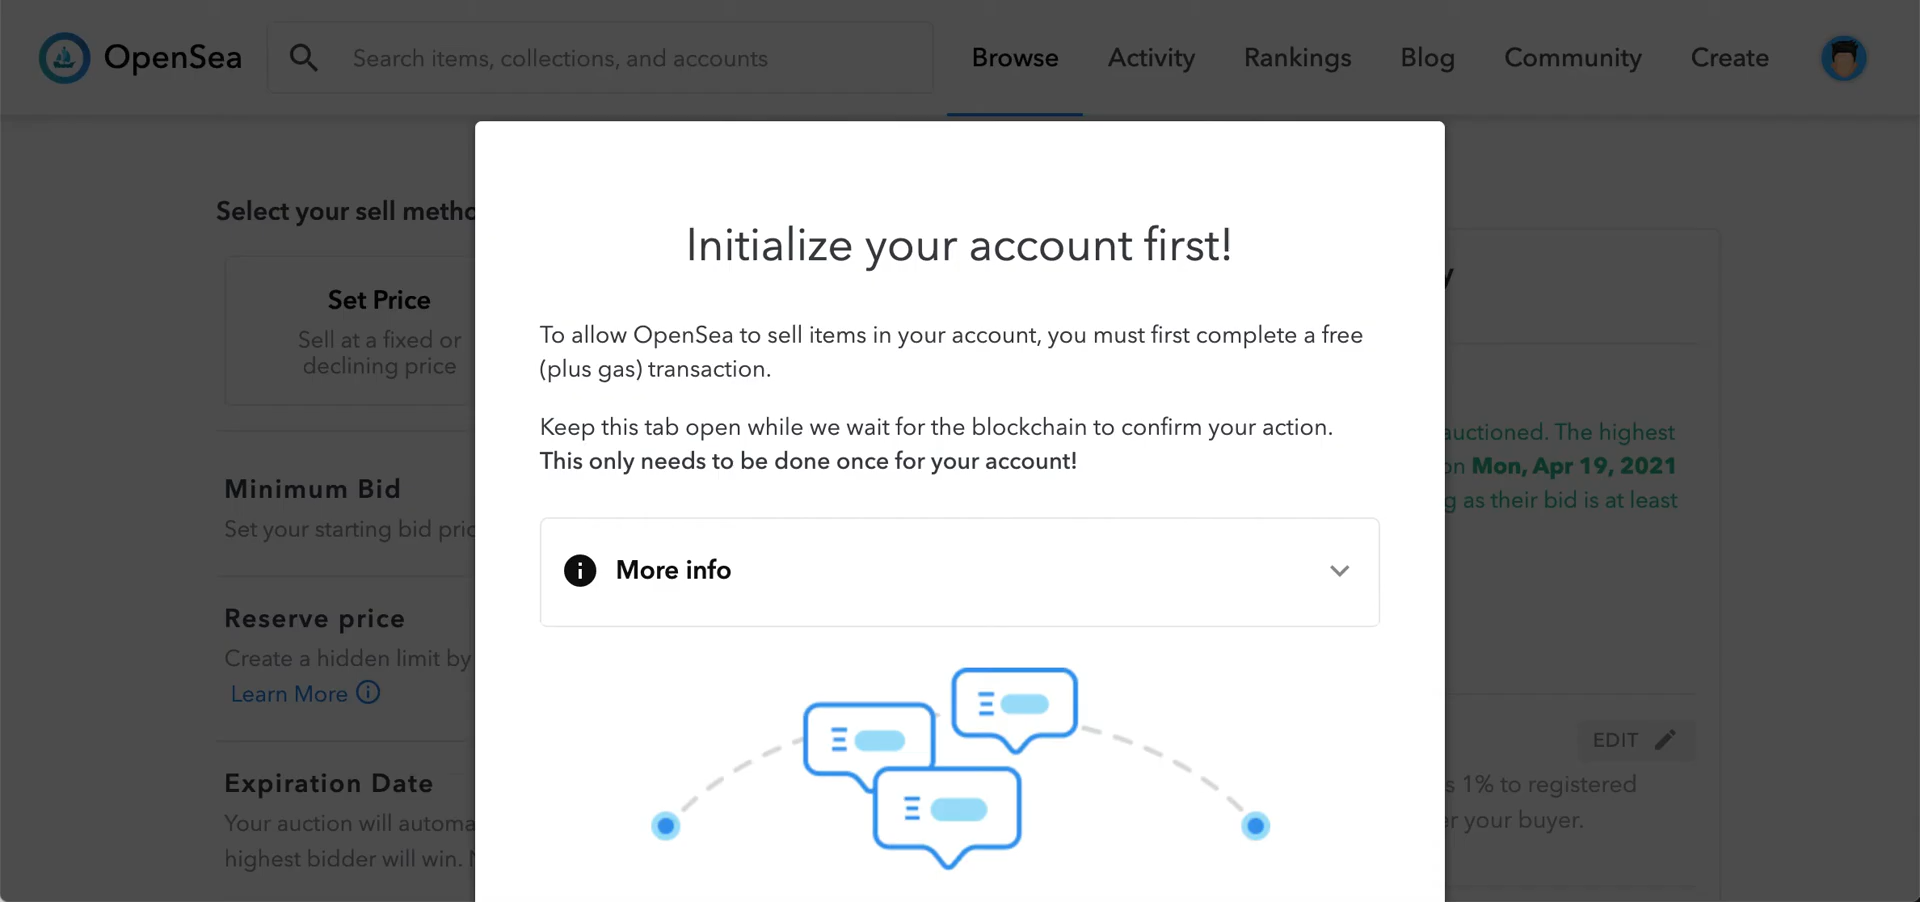 OpenSea
Search items, collections, and accounts
Browse
Activity
Rankings
Blog
Community
Create
Select your sell
Set Price
Sell at a fixed or
declining price
Minimum Bid
Set your starting bid
Reserve price
Create a hidden limit by
Learn More
Expiration Date
Your auction will
highest bidder will win.
Initialize your account first!
To allow OpenSea to sell items in your account, you must first complete a free
(plus gas) transaction.
Keep this tab open while we wait for the blockchain to confirm your action.
This only needs to be done once for your account!
More info
auctioned. The highest
on Mon, Apr 19, 2021
as their bid is at least
EDIT
1% to registered
your buyer.